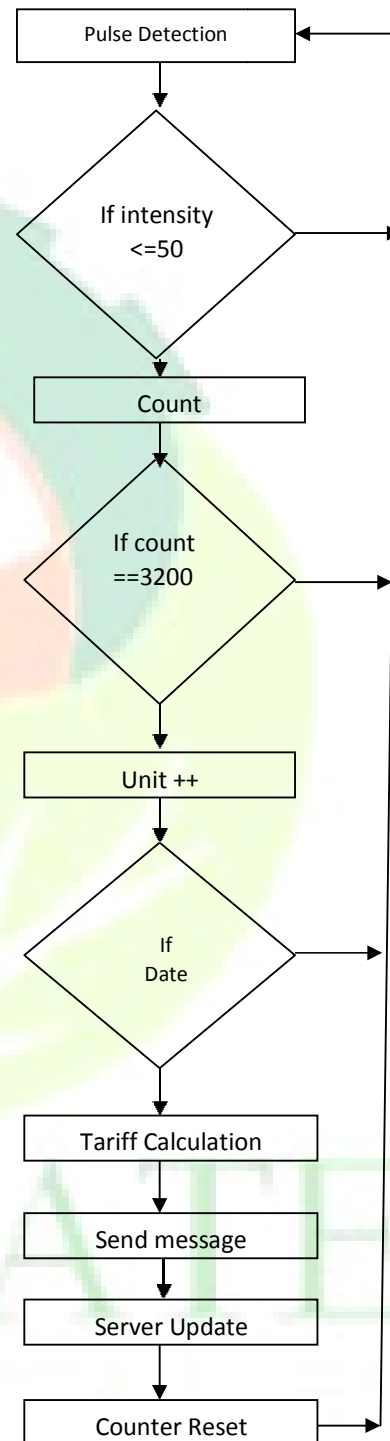 Pulse Detection
If intensity
<=50
Count
If count
==3200
Unit ++
If
Date
Tariff Calculation
ATE
Send message
Server Update
Counter Reset